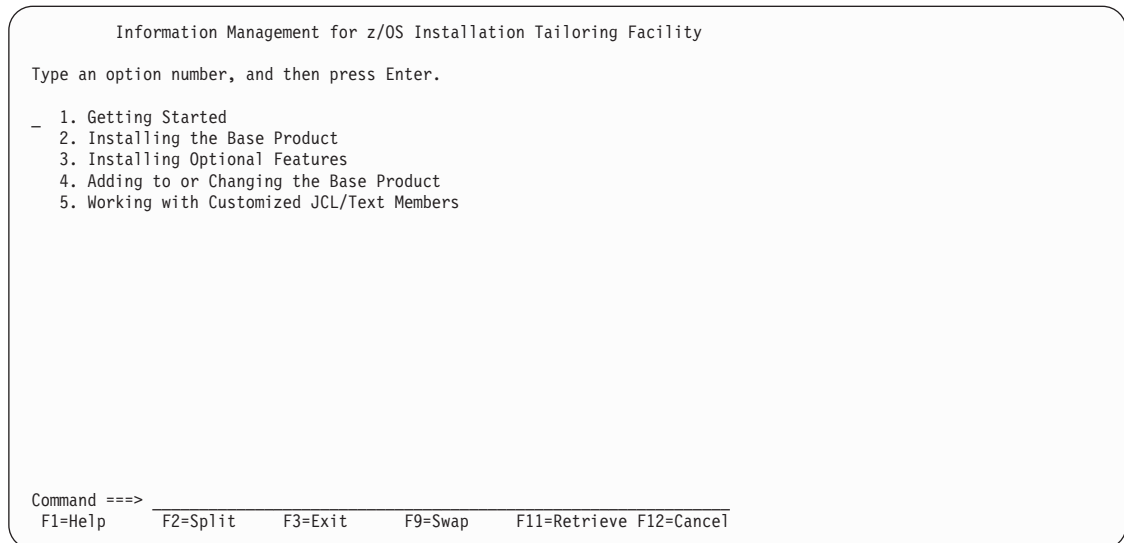 Information Management for z/OS Installation Tailoring Facility
Type an option number, and then press Enter.
_ 1. Getting Started
2. Installing the Base Product
3. Installing Optional Features
4. Adding to or Changing the Base Product
5. Working with Customized JCL/Text Members
Command ===> ______________________________________________________________
F1=Help F2=Split F3=Exit F9=Swap F11=Retrieve F12=Cancel